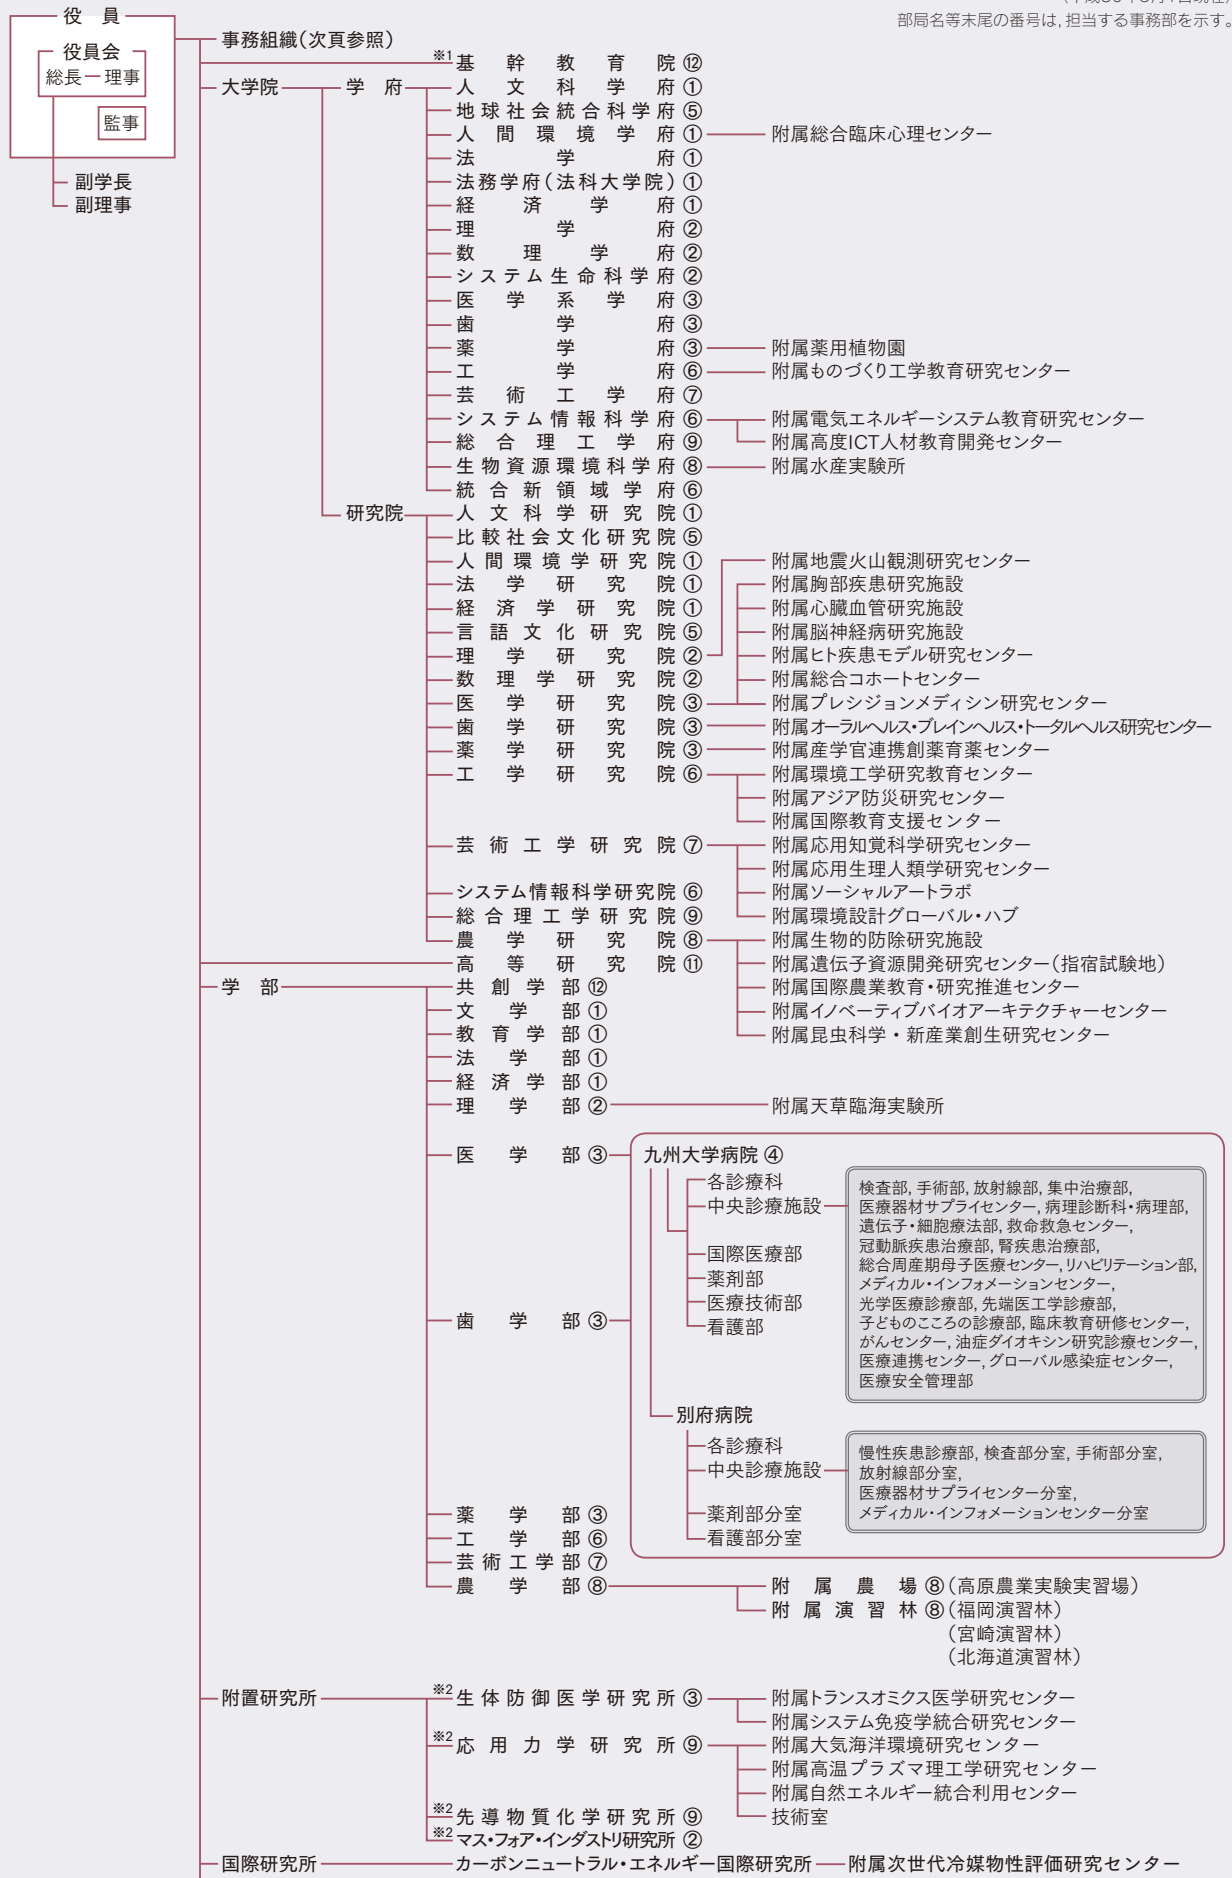 (平成30年5月1日現在)
部局名等末尾の番号は,担当する事務部を示す。
役 員
役員会
総長 理事
監事
副学長
副理事
事務組織(次頁参照)
※1 基幹教育院⑫
大学院 学府 人文科学府①
地球社会統合科学府⑤
人間環境学府① 附属総合臨床心理センター
法学府①
法務学府(法科大学院)①
経済学府①
理学府②
数理学府②
システム生命科学府②
医学系学府③
歯学府③
薬学府③ 附属薬用植物園
工学府⑥ 附属ものづくり工学教育研究センター
芸術工学府⑦
システム情報科学府⑥ 附属電気エネルギーシステム教育研究センター
総合理工学府⑨ 附属高度ICT人材教育開発センター
生物資源環境科学府⑧ 附属水産実験所
統合新領域学府⑥
研究院 人文科学研究院①
比較社会文化研究院⑤
人間環境学研究院① 附属地震火山観測研究センター
法学研究院① 附属胸部疾患研究施設
経済学研究院① 附属心臓血管研究施設
言語文化研究院⑤ 附属脳神経病研究施設
理学研究院② 附属ヒト疾患モデル研究センター
数理学研究院② 附属総合コホートセンター
医学研究院③ 附属プレシジョンメディシン研究センター
歯学研究院③ 附属オーラルヘルス・ブレインヘルス・トータルヘルス研究センター
薬学研究院③ 附属産学官連携創薬育薬センター
工学研究院⑥ 附属環境工学研究教育センター
附属アジア防災研究センター
附属国際教育支援センター
芸術工学研究院⑦ 附属応用知覚科学研究センター
附属応用生理人類学研究センター
システム情報科学研究院⑥ 附属ソーシャルアートラボ
総合理工学研究院⑨ 附属環境設計グローバル・ハブ
農学研究院⑧ 附属生物的防除研究施設
高等研究院⑪ 附属遺伝子資源開発研究センター(指宿試験地)
学部 共創学部⑫ 附属国際農業教育・研究推進センター
文学部① 附属イノベーティブバイオアーキテクチャーセンター
教育学部① 附属昆虫科学・新産業創生研究センター
法学部①
経済学部①
理学部② 附属天草臨海実験所
医学部③ 九州大学病院④
各診療科
中央診療施設
国際医療部
薬剤部
医療技術部
看護部
検査部, 手術部, 放射線部, 集中治療部,
医療器材サプライセンター, 病理診断科・病理部,
遺伝子・細胞療法部, 救命救急センター,
冠動脈疾患治療部, 腎疾患治療部,
総合周産期母子医療センター, リハビリテーション部,
メディカル・インフォメーションセンター,
光学医療診療部, 先端医工学診療部,
子どものこころの診療部, 臨床教育研修センター,
がんセンター, 油症ダイオキシン研究診療センター,
医療連携センター, グローバル感染症センター,
医療安全管理部
歯学部③
別府病院
各診療科
中央診療施設
薬剤部分室
看護部分室
慢性疾患診療部, 検査部分室, 手術部分室,
放射線部分室,
医療器材サプライセンター分室,
メディカル・インフォメーションセンター分室
薬学部③
工学部⑥
芸術工学部⑦
農学部⑧ 附属農場⑧(高原農業実験実習場)
附属演習林⑧(福岡演習林)
(宮崎演習林)
(北海道演習林)
附置研究所 ※2 生体防御医学研究所③ 附属トランスオミクス医学研究センター
附属システム免疫学統合研究センター
※2 応用力学研究所⑨ 附属大気海洋環境研究センター
附属高温プラズマ理工学研究センター
附属自然エネルギー統合利用センター
※2 先導物質化学研究所⑨ 技術室
※2 マス・フォア・インダストリ研究所②
国際研究所 カーボンニュートラル・エネルギー国際研究所 附属次世代冷媒物性評価研究センター